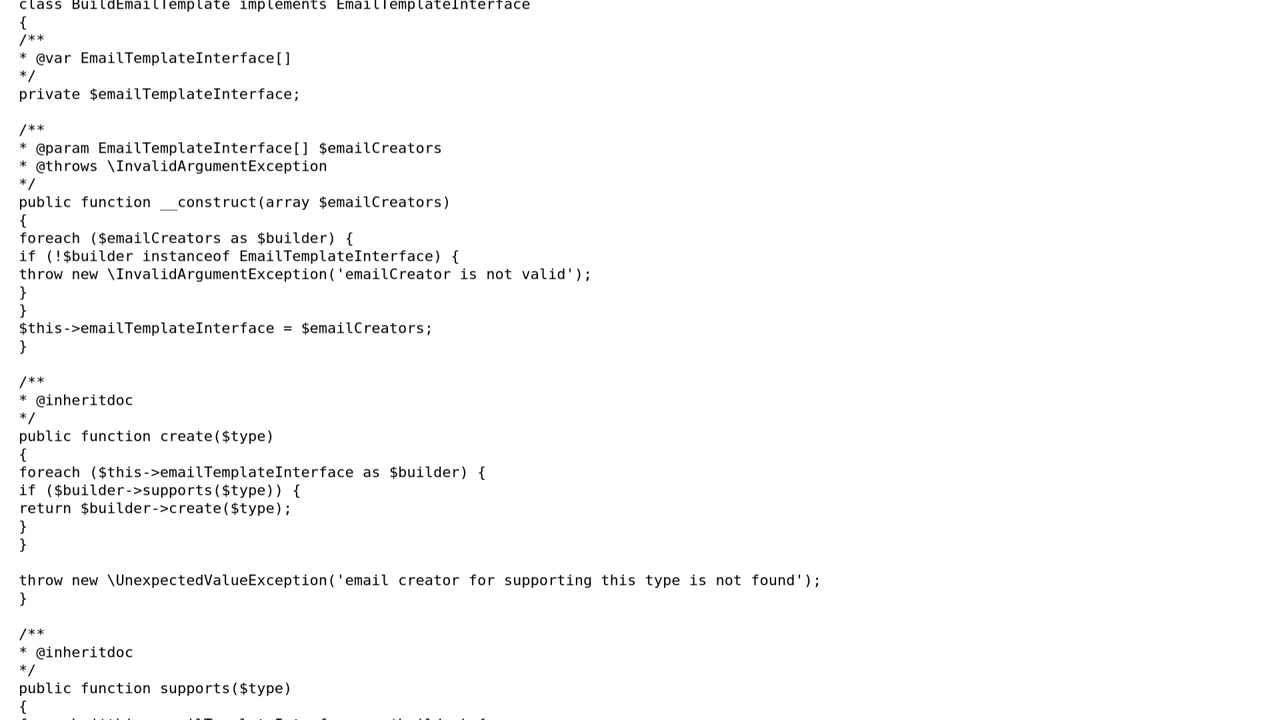 class BuildEmailTemplate implements EmailTemplateInterface
{
/**
* @var EmailTemplateInterface[]
*/
private $emailTemplateInterface;

/**
* @param EmailTemplateInterface[] $emailCreators
* @throws \InvalidArgumentException
*/
public function __construct(array $emailCreators)
{
foreach ($emailCreators as $builder) {
if (!$builder instanceof EmailTemplateInterface) {
throw new \InvalidArgumentException('emailCreator is not valid');
}
}
$this->emailTemplateInterface = $emailCreators;
}

/**
* @inheritdoc
*/
public function create($type)
{
foreach ($this->emailTemplateInterface as $builder) {
if ($builder->supports($type)) {
return $builder->create($type);
}
}

throw new \UnexpectedValueException('email creator for supporting this type is not found');
}

/**
* @inheritdoc
*/
public function supports($type)
{